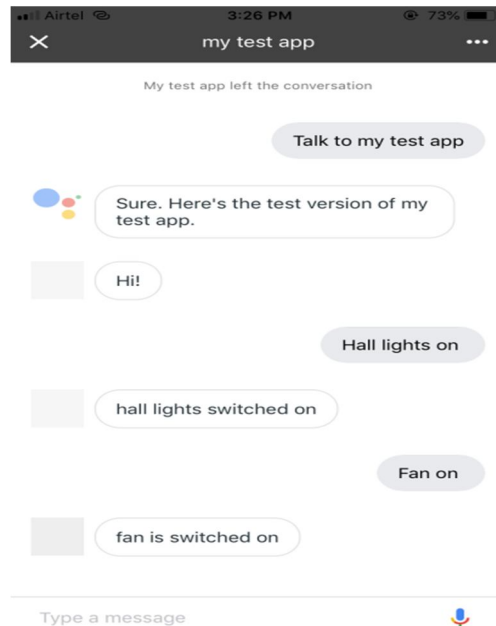 Airtel 3:26 PM 73%
my test app
My test app left the conversation
Talk to my test app
Sure. Here's the test version of my
test app.
Hi!
Hall lights on
hall lights switched on
Fan on
fan is switched on
Type a message